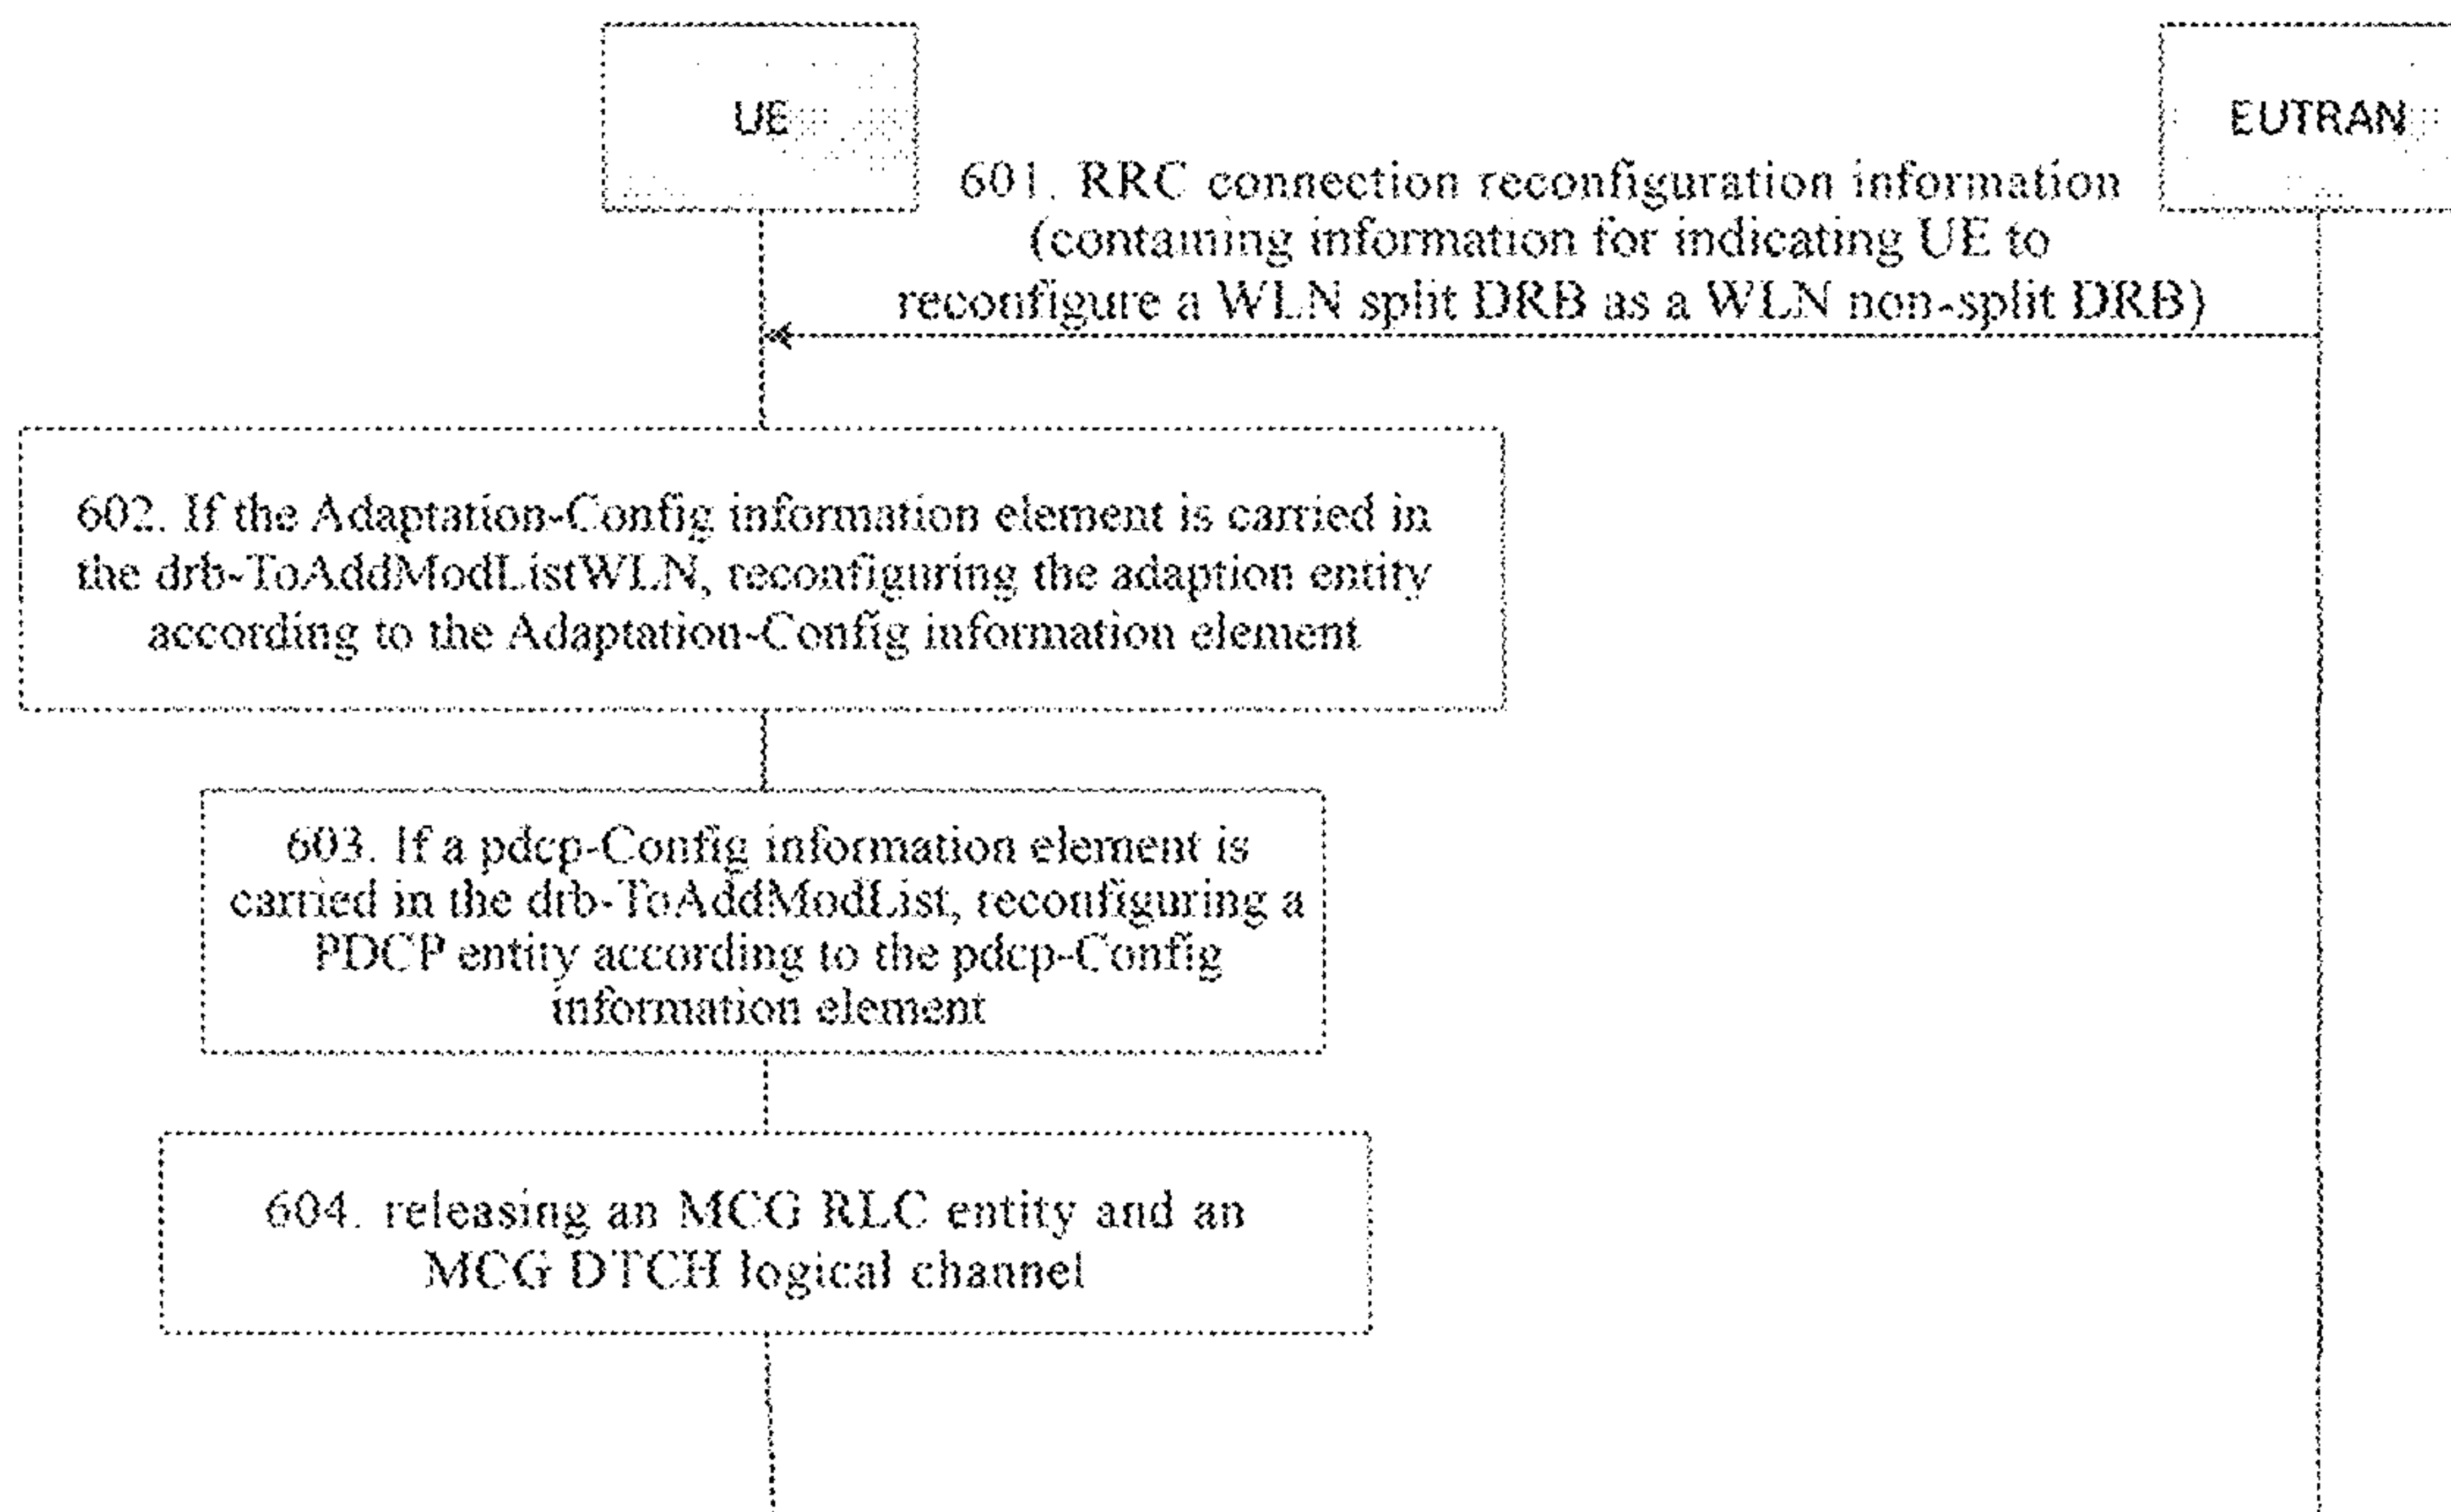 UE
EUTRAN
601. RRC connection reconfiguration information
(containing information for indicating UE to
reconfigure a WLN split DRB as a WLN non-split DRB)
602. If the Adaptation-Config information element is carried in
the drb-ToAddModListWLN, reconfiguring the adaption entity
according to the Adaptation-Config information element
603. If a pdcp-Config information element is
carried in the drb-ToAddModList, reconfiguring a
PDCP entity according to the pdcp-Config
information element
604. releasing an MCG RLC entity and an
MCG DTCH logical channel